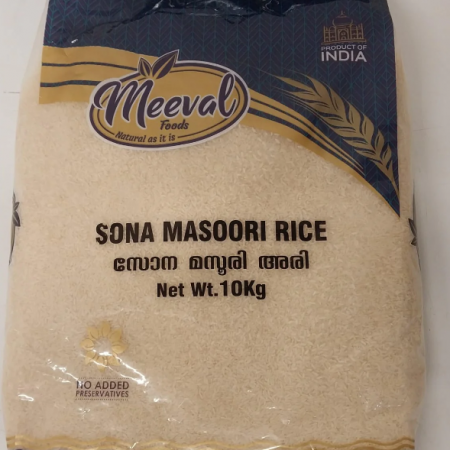 PRODUCT OF
INDIA
Meeval
Foods
Natural as it is
SONA MASOORI RICE
സോന മസൂരി അരി
Net Wt.10Kg
NO ADDED
PRESERVATIVES